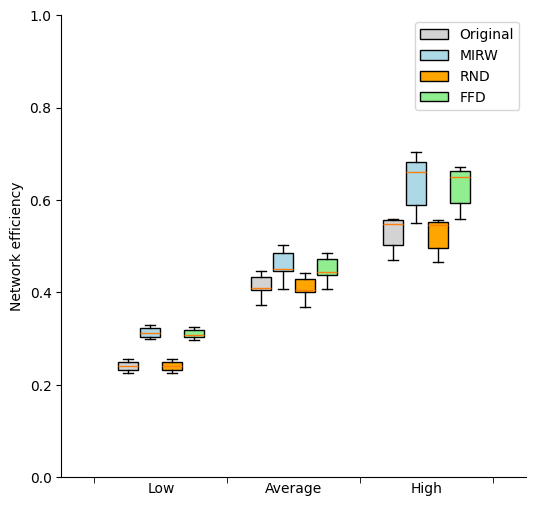 1.0
0.8
0.6
0.4
0.2
0.0
Network efficiency
Original
MIRW
RND
FFD
Low
Average
High